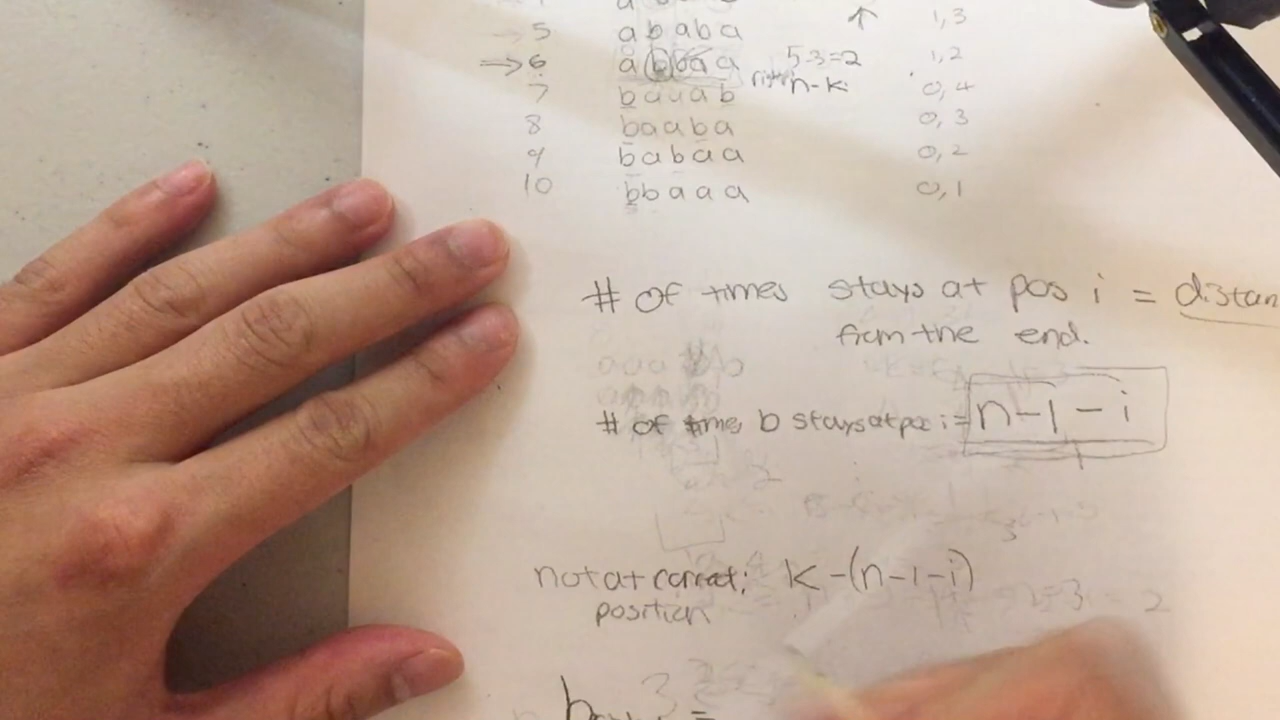 5 ababa 1,3
6 abbaa 5-3=2 1,2
7 baaab n-k 0,4
8 baaba 0,3
9 babaa 0,2
10 bbaaa 0,1
# of times stays at pos i = distan
from the end.
# of times b stays at pos i = n-1-i
not at correct: k-(n-1-i)
position